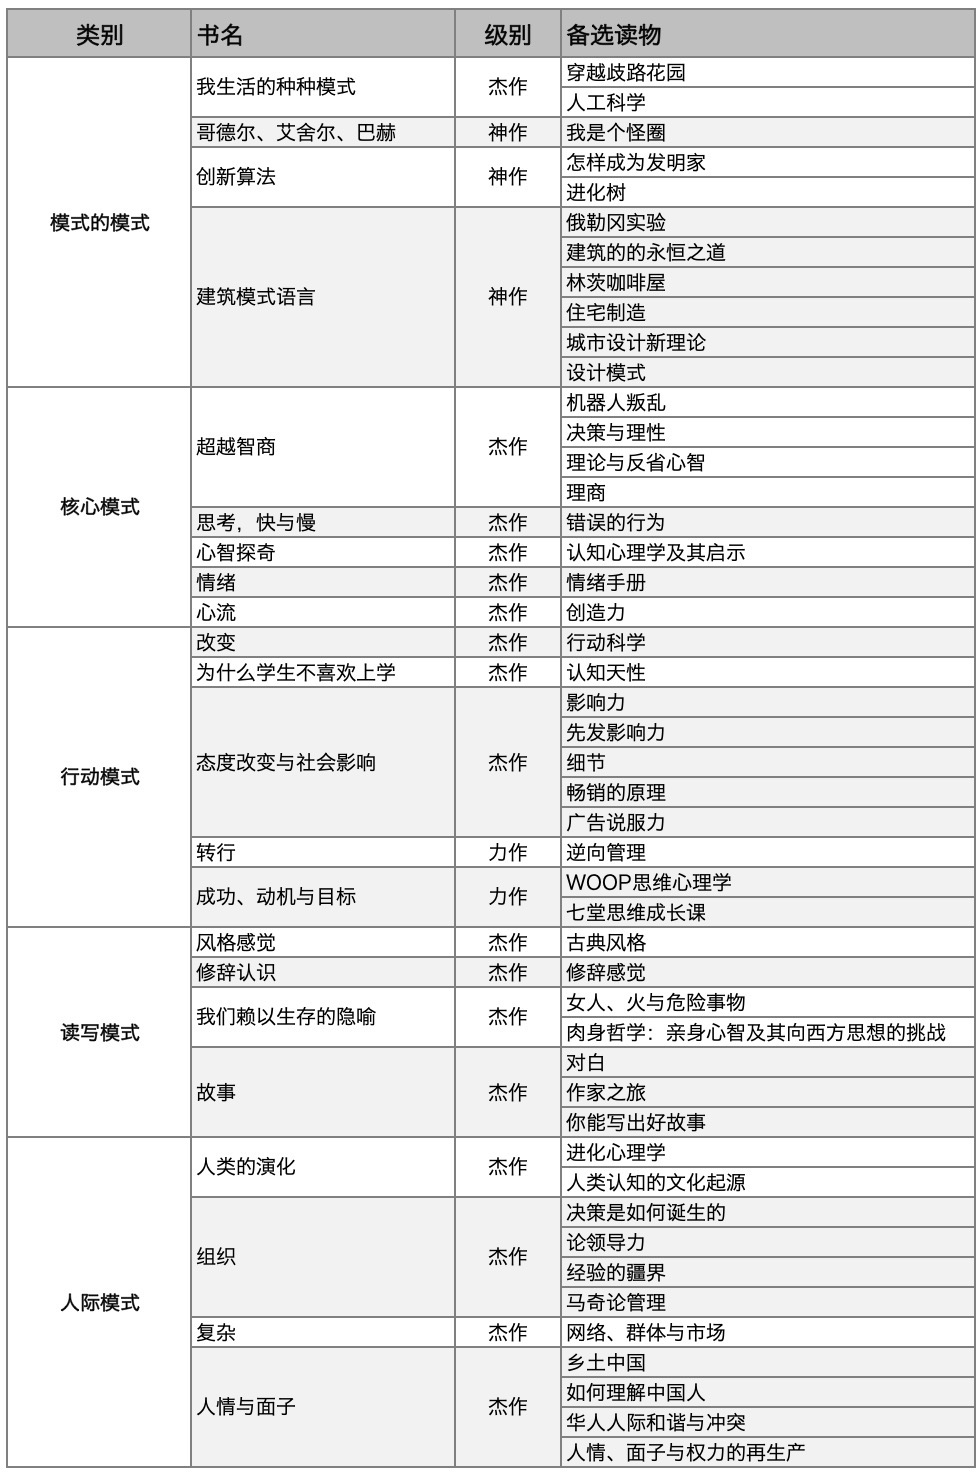 类别 书名 级别 备选读物
模式的模式 我生活的种种模式 杰作 穿越歧路花园
人工科学
哥德尔、艾舍尔、巴赫 神作 我是个怪圈
创新算法 神作 怎样成为发明家
进化树
建筑模式语言 神作 俄勒冈实验
建筑的的永恒之道
林茨咖啡屋
住宅制造
城市设计新理论
设计模式
核心模式 超越智商 杰作 机器人叛乱
决策与理性
理论与反省心智
理商
思考，快与慢 杰作 错误的行为
心智探奇 杰作 认知心理学及其启示
情绪 杰作 情绪手册
心流 杰作 创造力
行动模式 改变 杰作 行动科学
为什么学生不喜欢上学 杰作 认知天性
态度改变与社会影响 杰作 影响力
先发影响力
细节
畅销的原理
广告说服力
转行 力作 逆向管理
成功、动机与目标 力作 WOOP思维心理学
七堂思维成长课
读写模式 风格感觉 杰作 古典风格
修辞认识 杰作 修辞感觉
我们赖以生存的隐喻 杰作 女人、火与危险事物
肉身哲学：亲身心智及其向西方思想的挑战
故事 杰作 对白
作家之旅
你能写出好故事
人际模式 人类的演化 杰作 进化心理学
人类认知的文化起源
组织 杰作 决策是如何诞生的
论领导力
经验的疆界
马奇论管理
复杂 杰作 网络、群体与市场
人情与面子 杰作 乡土中国
如何理解中国人
华人人际和谐与冲突
人情、面子与权力的再生产